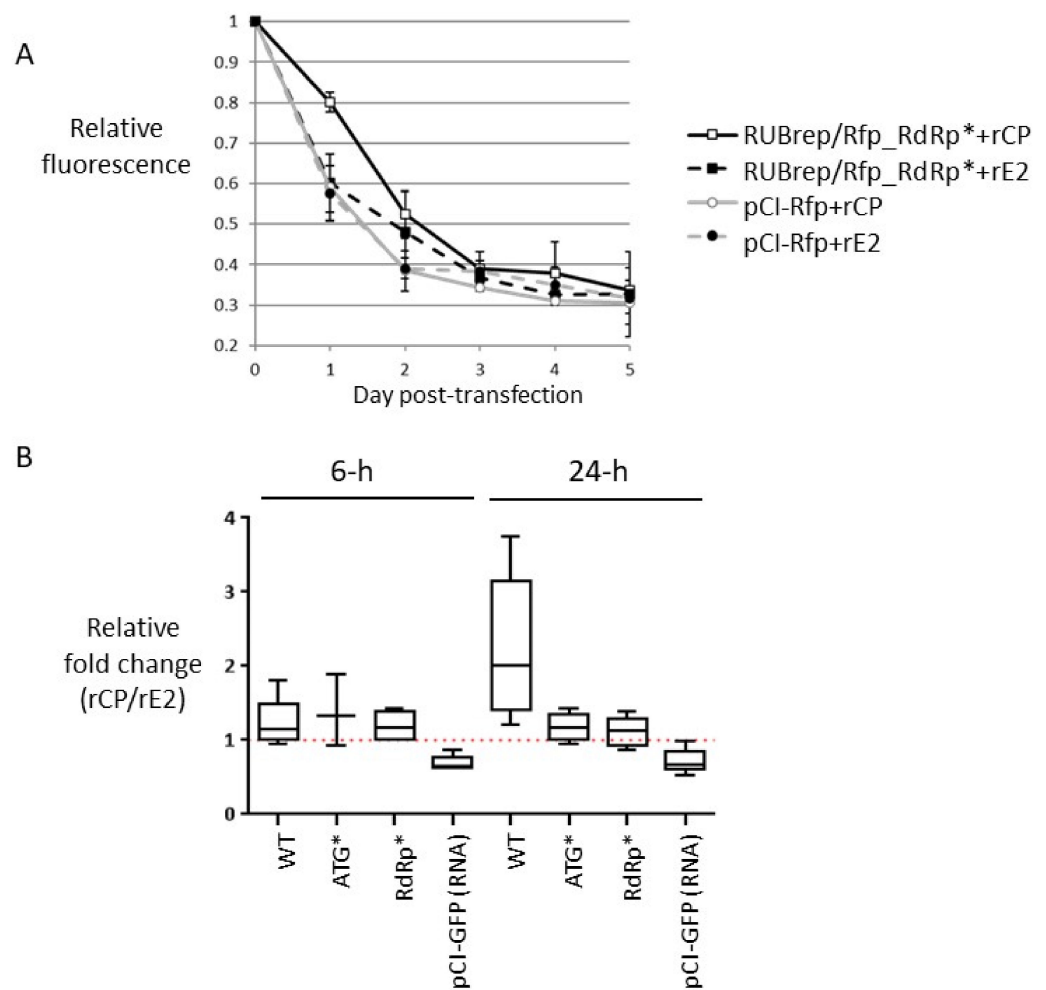 A
Relative
fluorescence
1
0.9
0.8
0.7
0.6
0.5
0.4
0.3
0.2
0 1 2 3 4 5
Day post-transfection
RUBrep/Rfp_RdRp*+rCP
RUBrep/Rfp_RdRp*+rE2
pCI-Rfp+rCP
pCI-Rfp+rE2
B
6-h 24-h
Relative
fold change
(rCP/rE2)
4
3
2
1
0
WT ATG* RdRp* pCI-GFP (RNA) WT ATG* RdRp* pCI-GFP (RNA)